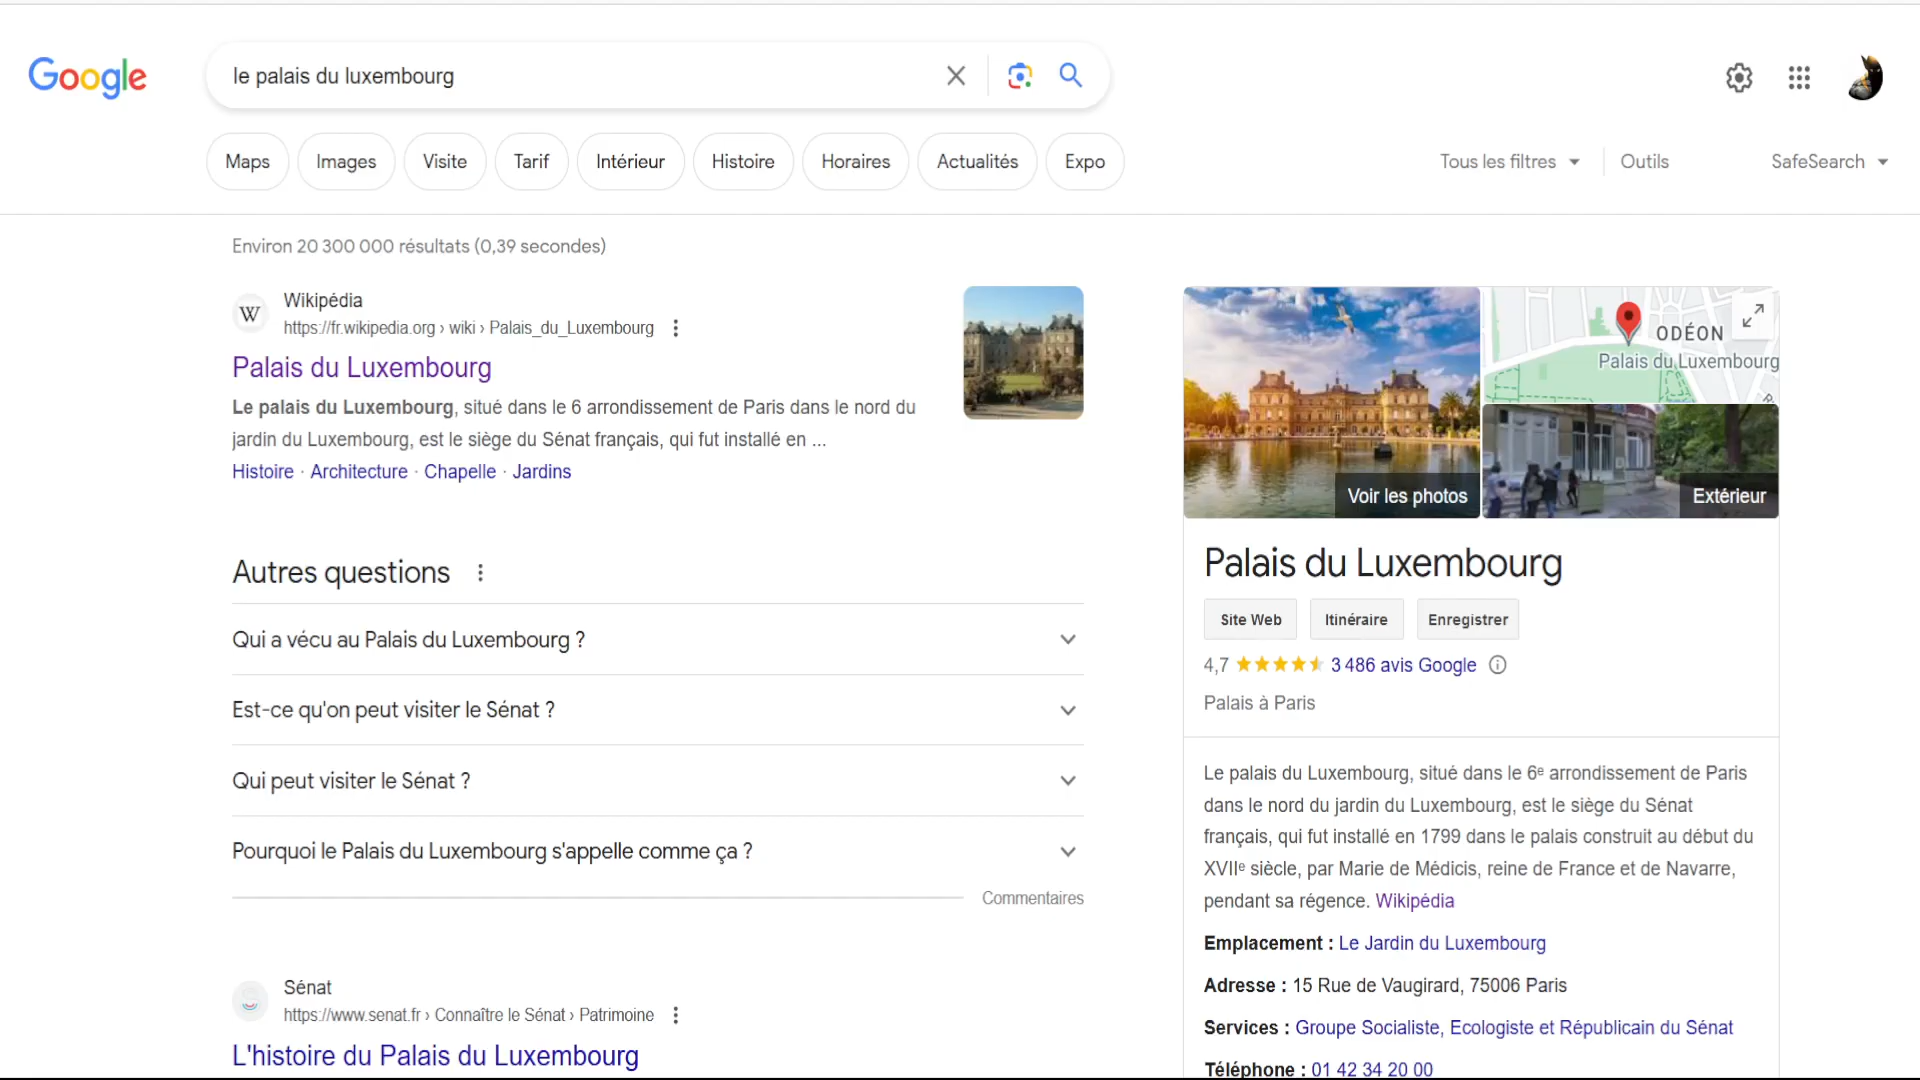 Google
le palais du luxembourg
Maps
Images
Visite
Tarif
Intérieur
Histoire
Horaires
Actualités
Expo
Tous les filtres
Outils
SafeSearch
Environ 20 300 000 résultats (0,39 secondes)
W
Wikipédia
https://fr.wikipedia.org › wiki › Palais_du_Luxembourg
Palais du Luxembourg
Le palais du Luxembourg, situé dans le 6 arrondissement de Paris dans le nord du
jardin du Luxembourg, est le siège du Sénat français, qui fut installé en ...
Histoire · Architecture · Chapelle · Jardins
Autres questions
Qui a vécu au Palais du Luxembourg ?
Est-ce qu'on peut visiter le Sénat ?
Qui peut visiter le Sénat ?
Pourquoi le Palais du Luxembourg s'appelle comme ça ?
Commentaires
Sénat
https://www.senat.fr › Connaître le Sénat › Patrimoine
L'histoire du Palais du Luxembourg
ODÉON
Palais du Luxembourg
Voir les photos
Extérieur
Palais du Luxembourg
Site Web
Itinéraire
Enregistrer
4,7
3 486 avis Google
Palais à Paris
Le palais du Luxembourg, situé dans le 6ᵉ arrondissement de Paris
dans le nord du jardin du Luxembourg, est le siège du Sénat
français, qui fut installé en 1799 dans le palais construit au début du
XVIIᵉ siècle, par Marie de Médicis, reine de France et de Navarre,
pendant sa régence. Wikipédia
Emplacement : Le Jardin du Luxembourg
Adresse : 15 Rue de Vaugirard, 75006 Paris
Services : Groupe Socialiste, Ecologiste et Républicain du Sénat
Téléphone : 01 42 34 20 00